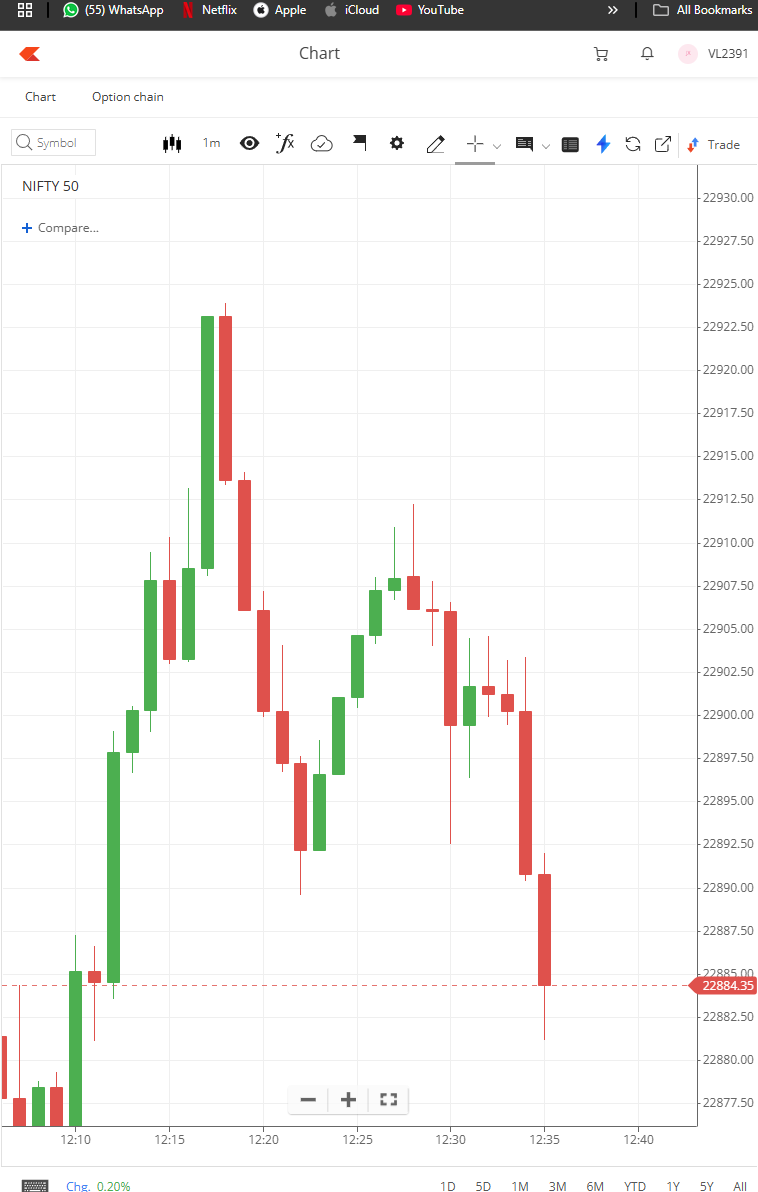 (55) WhatsApp Netflix Apple iCloud YouTube » All Bookmarks
Chart VL2391
Chart Option chain
Symbol 1m Trade
NIFTY 50
+ Compare...
22930.00
22927.50
22925.00
22922.50
22920.00
22917.50
22915.00
22912.50
22910.00
22907.50
22905.00
22902.50
22900.00
22897.50
22895.00
22892.50
22890.00
22887.50
22885.00
22884.35
22882.50
22880.00
22877.50
12:10 12:15 12:20 12:25 12:30 12:35 12:40
Chg. 0.20% 1D 5D 1M 3M 6M YTD 1Y 5Y All